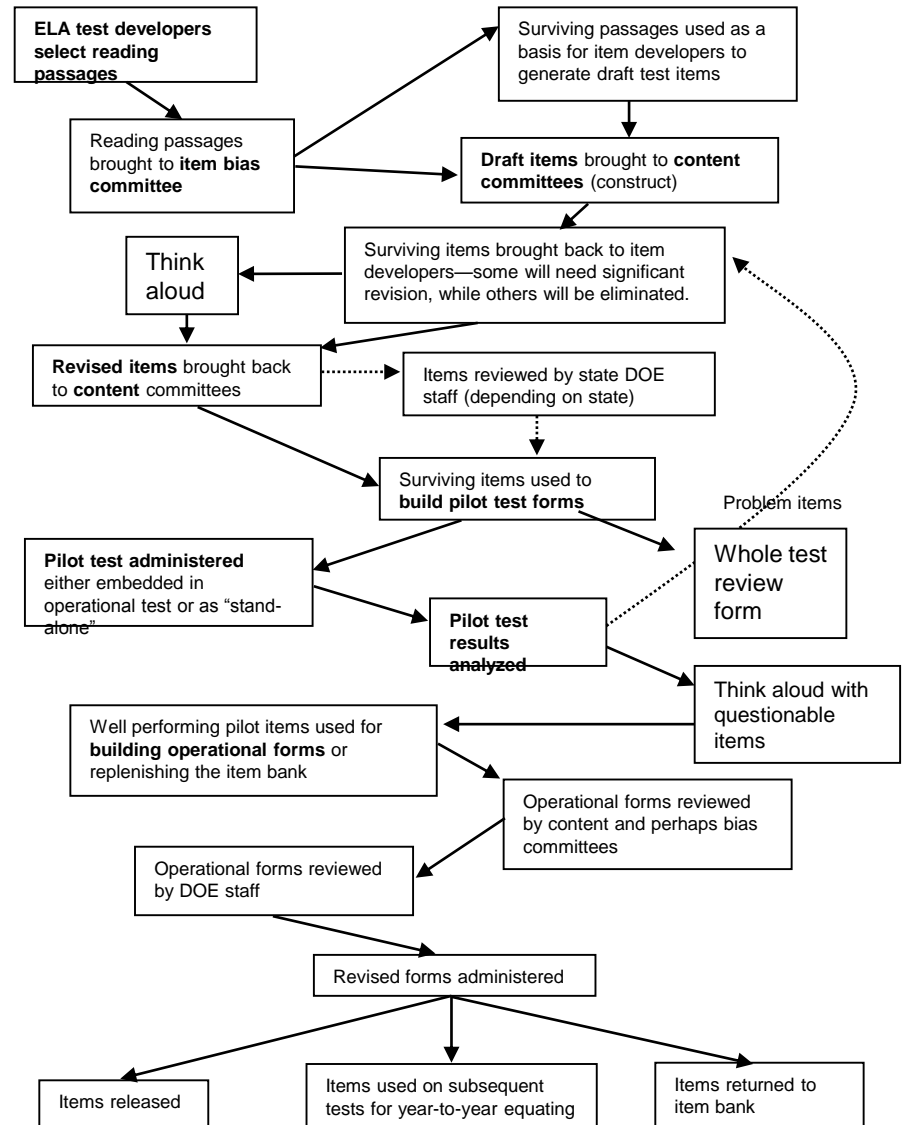 ELA test developers
select reading
passages
Surviving passages used as a
basis for item developers to
generate draft test items
Reading passages
brought to item bias
committee
Draft items brought to content
committees (construct)
Think
aloud
Surviving items brought back to item
developers—some will need significant
revision, while others will be eliminated.
Revised items brought back
to content committees
Items reviewed by state DOE
staff (depending on state)
Surviving items used to
build pilot test forms
Problem items
Whole test
review
form
Pilot test administered
either embedded in
operational test or as “stand-
alone”
Pilot test
results
analyzed
Think aloud with
questionable
items
Well performing pilot items used for
building operational forms or
replenishing the item bank
Operational forms reviewed
by content and perhaps bias
committees
Operational forms reviewed
by DOE staff
Revised forms administered
Items released
Items used on subsequent
tests for year-to-year equating
Items returned to
item bank